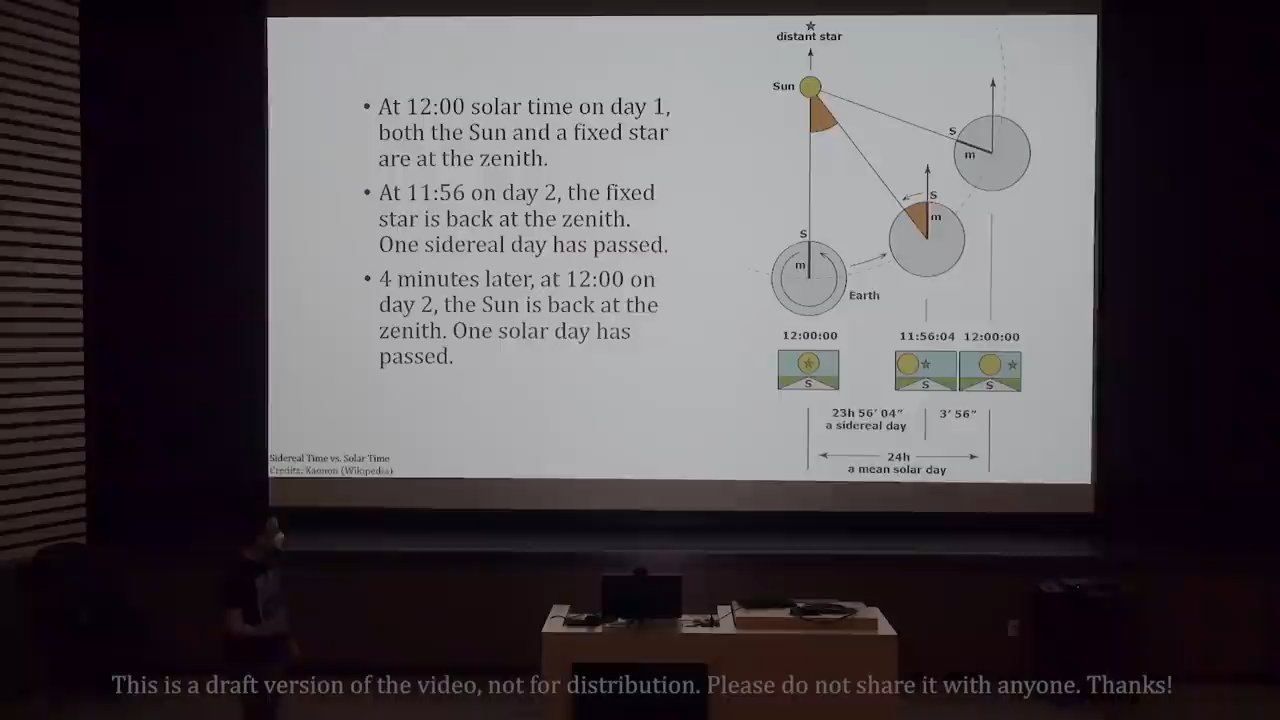 • At 12:00 solar time on day 1,
both the Sun and a fixed star
are at the zenith.
• At 11:56 on day 2, the fixed
star is back at the zenith.
One sidereal day has passed.
• 4 minutes later, at 12:00 on
day 2, the Sun is back at the
zenith. One solar day has
passed.
Sidereal Time vs. Solar Time
Credits: Xaonon (Wikipedia)
distant star
Sun
S
m
S
m
S
m
Earth
12:00:00
11:56:04
12:00:00
S
S
S
23h 56′ 04″
a sidereal day
3′ 56″
24h
a mean solar day
This is a draft version of the video, not for distribution. Please do not share it with anyone. Thanks!